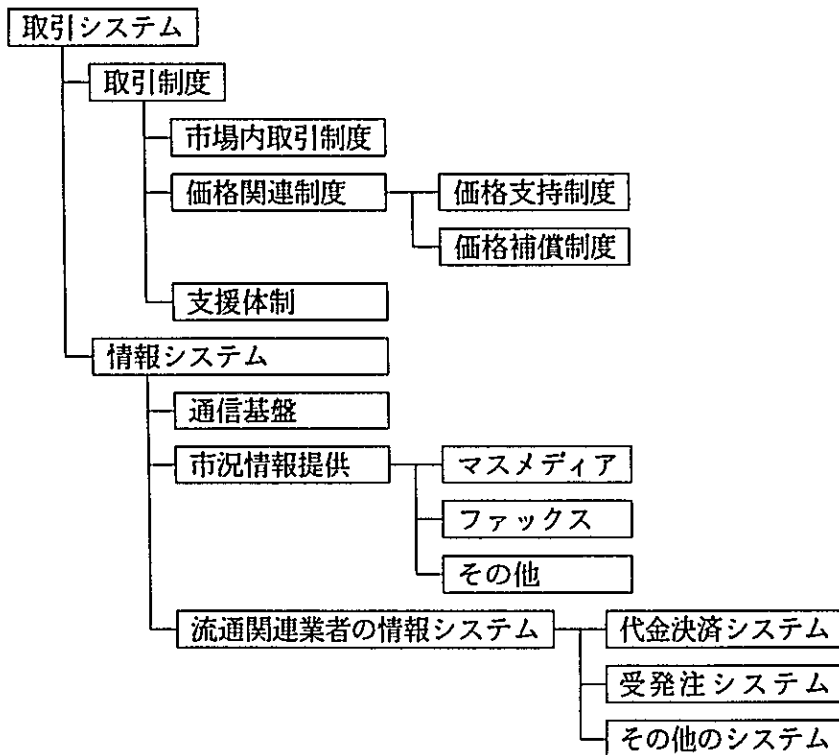 取引システム
取引制度
市場内取引制度
価格関連制度
価格支持制度
価格補償制度
支援体制
情報システム
通信基盤
市況情報提供
マスメディア
ファックス
その他
流通関連業者の情報システム
代金決済システム
受発注システム
その他のシステム